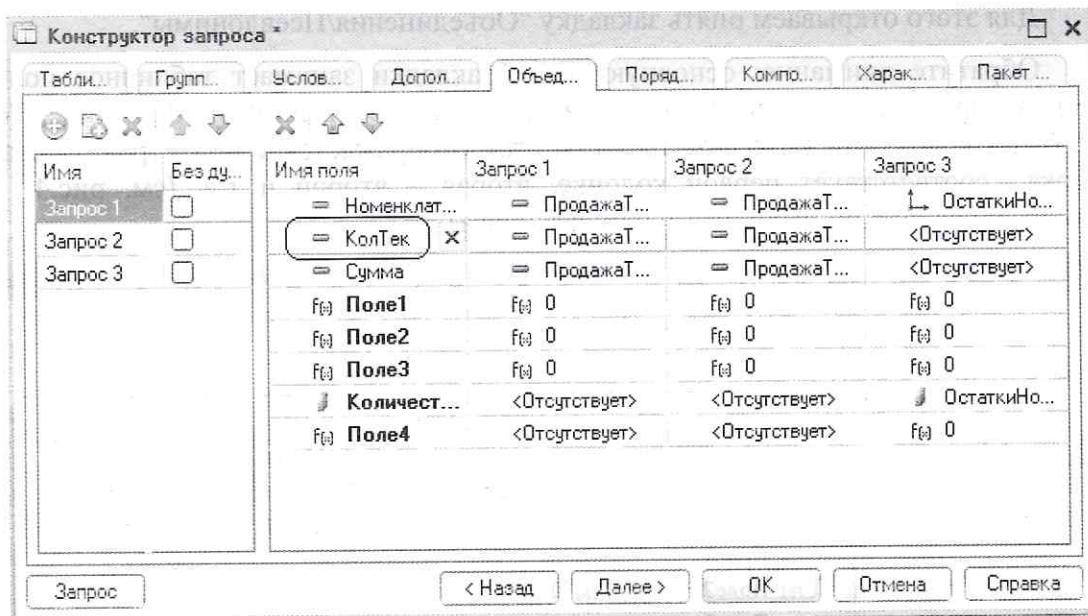 Конструктор запроса *
Табли... Групп... Услов... Допол... Объед... Поряд... Компо... Харак... Пакет...
Имя Без ду... Имя поля Запрос 1 Запрос 2 Запрос 3
Запрос 1 Номенклат... ПродажаТ... ПродажаТ... ОстаткиНо...
Запрос 2 КолТек ПродажаТ... ПродажаТ... <Отсутствует>
Запрос 3 Сумма ПродажаТ... ПродажаТ... <Отсутствует>
Поле1 0 0 0
Поле2 0 0 0
Поле3 0 0 0
Количест... <Отсутствует> <Отсутствует> ОстаткиНо...
Поле4 <Отсутствует> <Отсутствует> 0
Запрос < Назад Далее > OK Отмена Справка